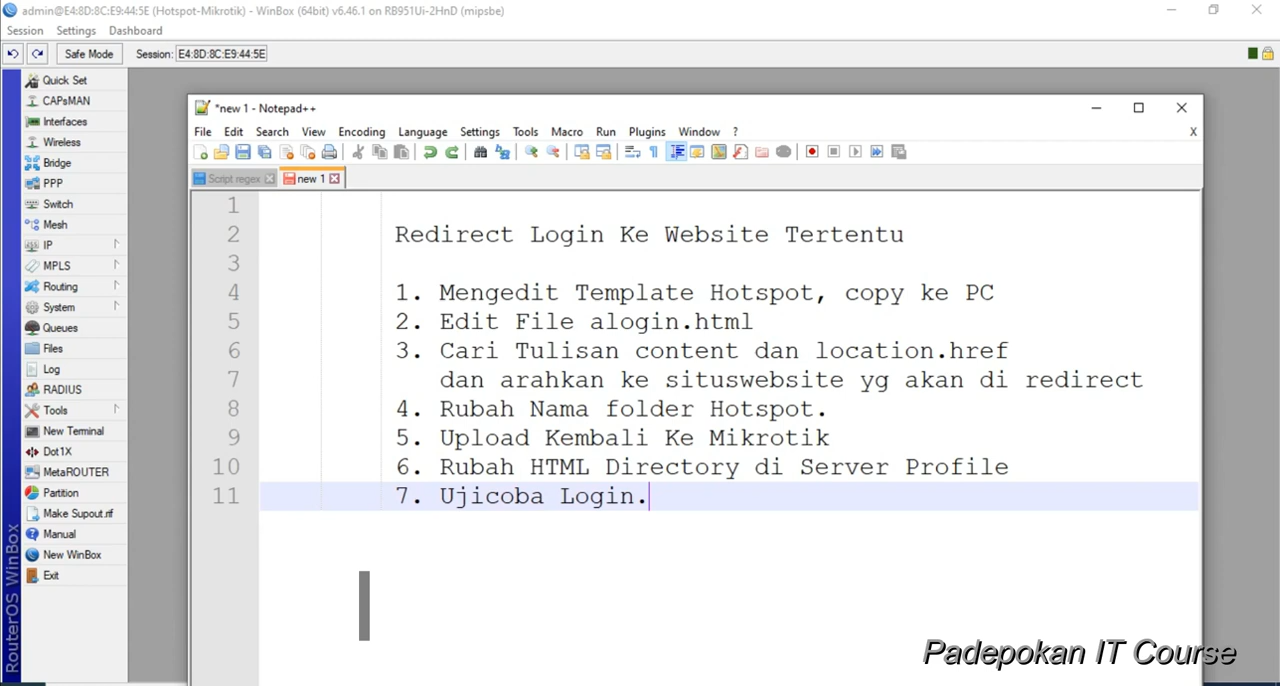 admin@E4:8D:8C:E9:44:5E (Hotspot-Mikrotik) - WinBox (64bit) v6.46.1 on RB951Ui-2HnD (mipsbe)
Session Settings Dashboard
Safe Mode Session: E4:8D:8C:E9:44:5E
Quick Set
CAPsMAN
Interfaces
Wireless
Bridge
PPP
Switch
Mesh
IP
MPLS
Routing
System
Queues
Files
Log
RADIUS
Tools
New Terminal
Dot1X
MetaROUTER
Partition
Make Supout.rif
Manual
New WinBox
Exit
RouterOS WinBox
*new 1 - Notepad++
File Edit Search View Encoding Language Settings Tools Macro Run Plugins Window ? X
Script regex new 1
1
2 Redirect Login Ke Website Tertentu
3
4 1. Mengedit Template Hotspot, copy ke PC
5 2. Edit File alogin.html
6 3. Cari Tulisan content dan location.href
7 dan arahkan ke situswebsite yg akan di redirect
8 4. Rubah Nama folder Hotspot.
9 5. Upload Kembali Ke Mikrotik
10 6. Rubah HTML Directory di Server Profile
11 7. Ujicoba Login.
Padepokan IT Course